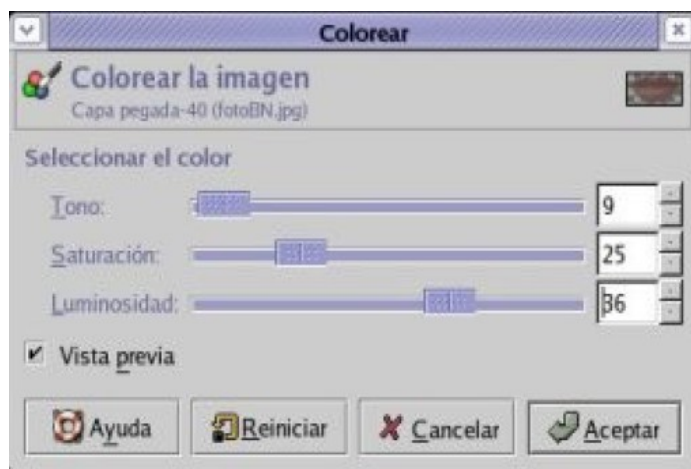 Colorear
Colorear la imagen
Capa pegada-40 (fotoBN.jpg)
Seleccionar el color
Tono: 9
Saturación: 25
Luminosidad: 36
Vista previa
Ayuda Reiniciar Cancelar Aceptar